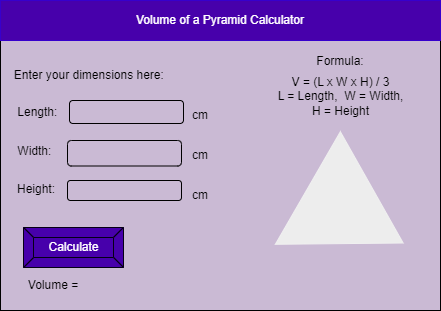 Volume of a Pyramid Calculator
Enter your dimensions here:
Length: cm
Width: cm
Height: cm
Calculate
Volume =
Formula:
V = (L x W x H) / 3
L = Length,  W = Width,
H = Height